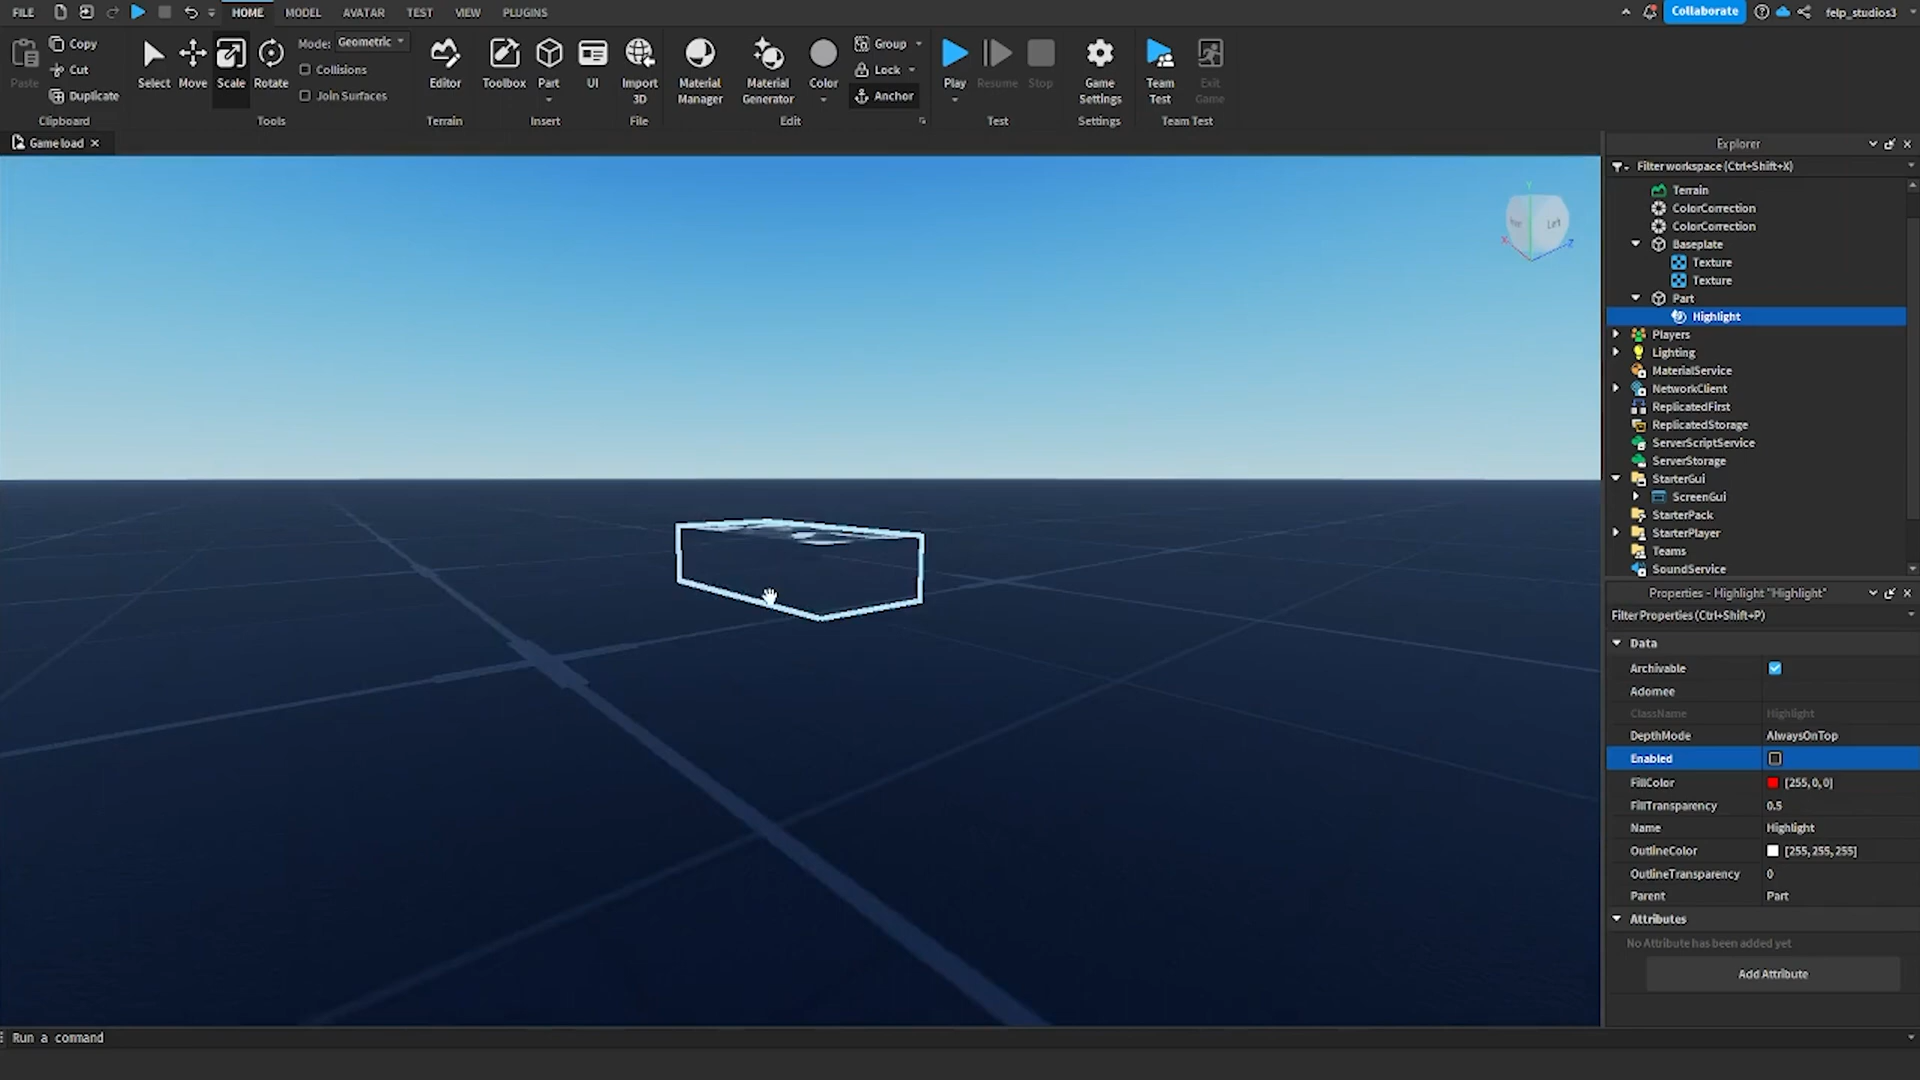 FILE HOME MODEL AVATAR TEST VIEW PLUGINS Collaborate felp_studios3
Copy
Cut
Duplicate
Paste
Clipboard
Select Move Scale Rotate
Mode: Geometric
Collisions
Join Surfaces
Tools
Editor
Terrain
Toolbox Part UI
Insert
Import
3D
File
Material
Manager
Material
Generator
Color
Group
Lock
Anchor
Edit
Play Resume Stop
Test
Game
Settings
Settings
Team
Test
Exit
Game
Team Test
Game load
Left
Y
X
Z
Explorer
Filter workspace (Ctrl+Shift+X)
Terrain
ColorCorrection
ColorCorrection
Baseplate
Texture
Texture
Part
Highlight
Players
Lighting
MaterialService
NetworkClient
ReplicatedFirst
ReplicatedStorage
ServerScriptService
ServerStorage
StarterGui
ScreenGui
StarterPack
StarterPlayer
Teams
SoundService
Properties - Highlight "Highlight"
Filter Properties (Ctrl+Shift+P)
Data
Archivable
Adornee
ClassName Highlight
DepthMode AlwaysOnTop
Enabled
FillColor [255,0,0]
FillTransparency 0.5
Name Highlight
OutlineColor [255,255,255]
OutlineTransparency 0
Parent Part
Attributes
No Attribute has been added yet
Add Attribute
Run a command